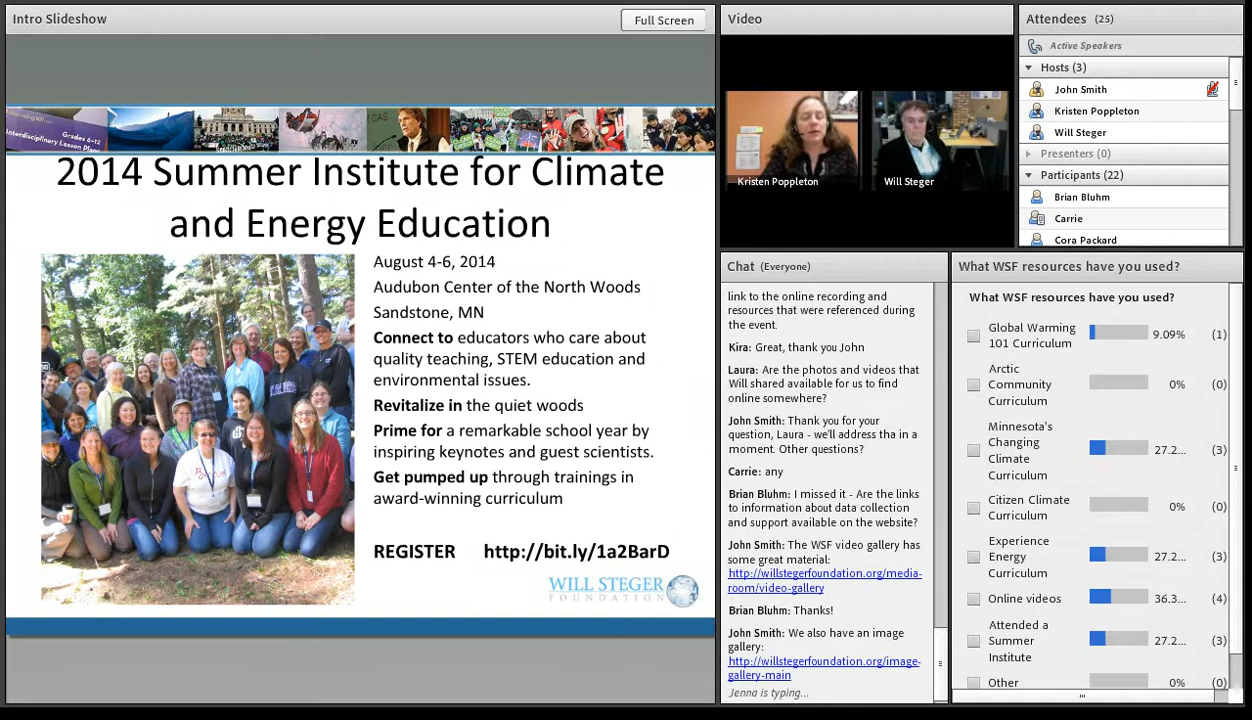 Intro Slideshow
Full Screen
Grades 6-12
Interdisciplinary Lesson Plans
CAS
2014 Summer Institute for Climate
and Energy Education
August 4-6, 2014
Audubon Center of the North Woods
Sandstone, MN
Connect to educators who care about
quality teaching, STEM education and
environmental issues.
Revitalize in the quiet woods
Prime for a remarkable school year by
inspiring keynotes and guest scientists.
Get pumped up through trainings in
award-winning curriculum
REGISTER http://bit.ly/1a2BarD
WILL STEGER
FOUNDATION
Video
Kristen Poppleton
Will Steger
Attendees (25)
Active Speakers
Hosts (3)
John Smith
Kristen Poppleton
Will Steger
Presenters (0)
Participants (22)
Brian Bluhm
Carrie
Cora Packard
Chat (Everyone)
link to the online recording and
resources that were referenced during
the event.
Kira: Great, thank you John
Laura: Are the photos and videos that
Will shared available for us to find
online somewhere?
John Smith: Thank you for your
question, Laura - we'll address tha in a
moment. Other questions?
Carrie: any
Brian Bluhm: I missed it - Are the links
to information about data collection
and support available on the website?
John Smith: The WSF video gallery has
some great material:
http://willstegerfoundation.org/media-
room/video-gallery
Brian Bluhm: Thanks!
John Smith: We also have an image
gallery:
http://willstegerfoundation.org/image-
gallery-main
Jenna is typing...
What WSF resources have you used?
What WSF resources have you used?
Global Warming
101 Curriculum
9.09% (1)
Arctic
Community
Curriculum
0% (0)
Minnesota's
Changing
Climate
Curriculum
27.2... (3)
Citizen Climate
Curriculum
0% (0)
Experience
Energy
Curriculum
27.2... (3)
Online videos 36.3... (4)
Attended a
Summer
Institute
27.2... (3)
Other 0% (0)